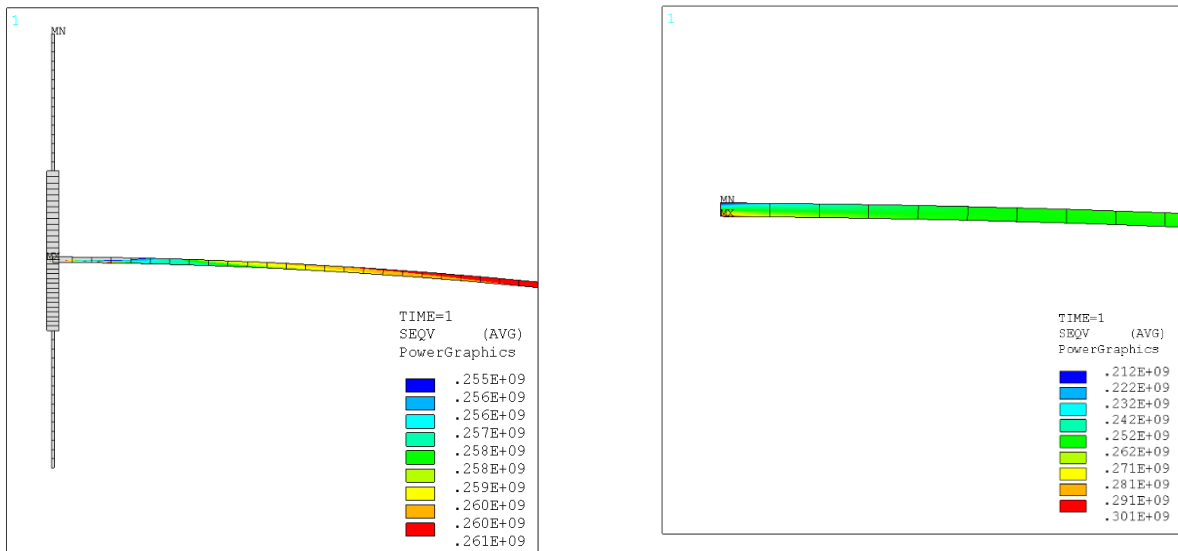 1
MN
MX
TIME=1
SEQV (AVG)
PowerGraphics
.255E+09
.256E+09
.256E+09
.257E+09
.258E+09
.258E+09
.259E+09
.260E+09
.260E+09
.261E+09
1
MN
MX
TIME=1
SEQV (AVG)
PowerGraphics
.212E+09
.222E+09
.232E+09
.242E+09
.252E+09
.262E+09
.271E+09
.281E+09
.291E+09
.301E+09